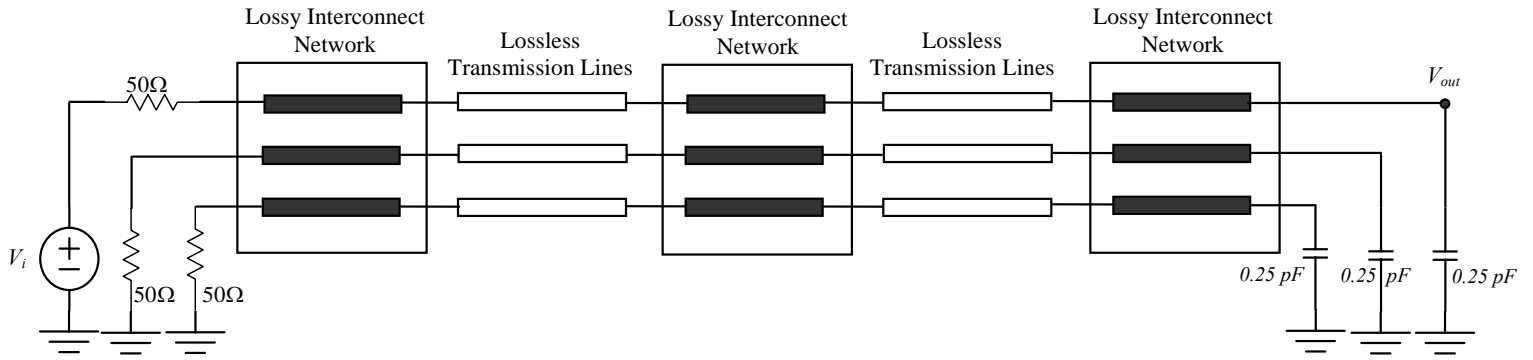 Lossy Interconnect
Network
Lossless
Transmission Lines
Lossy Interconnect
Network
Lossless
Transmission Lines
Lossy Interconnect
Network
50Ω
V_out
V_i
+
−
50Ω
50Ω
0.25 pF
0.25 pF
0.25 pF